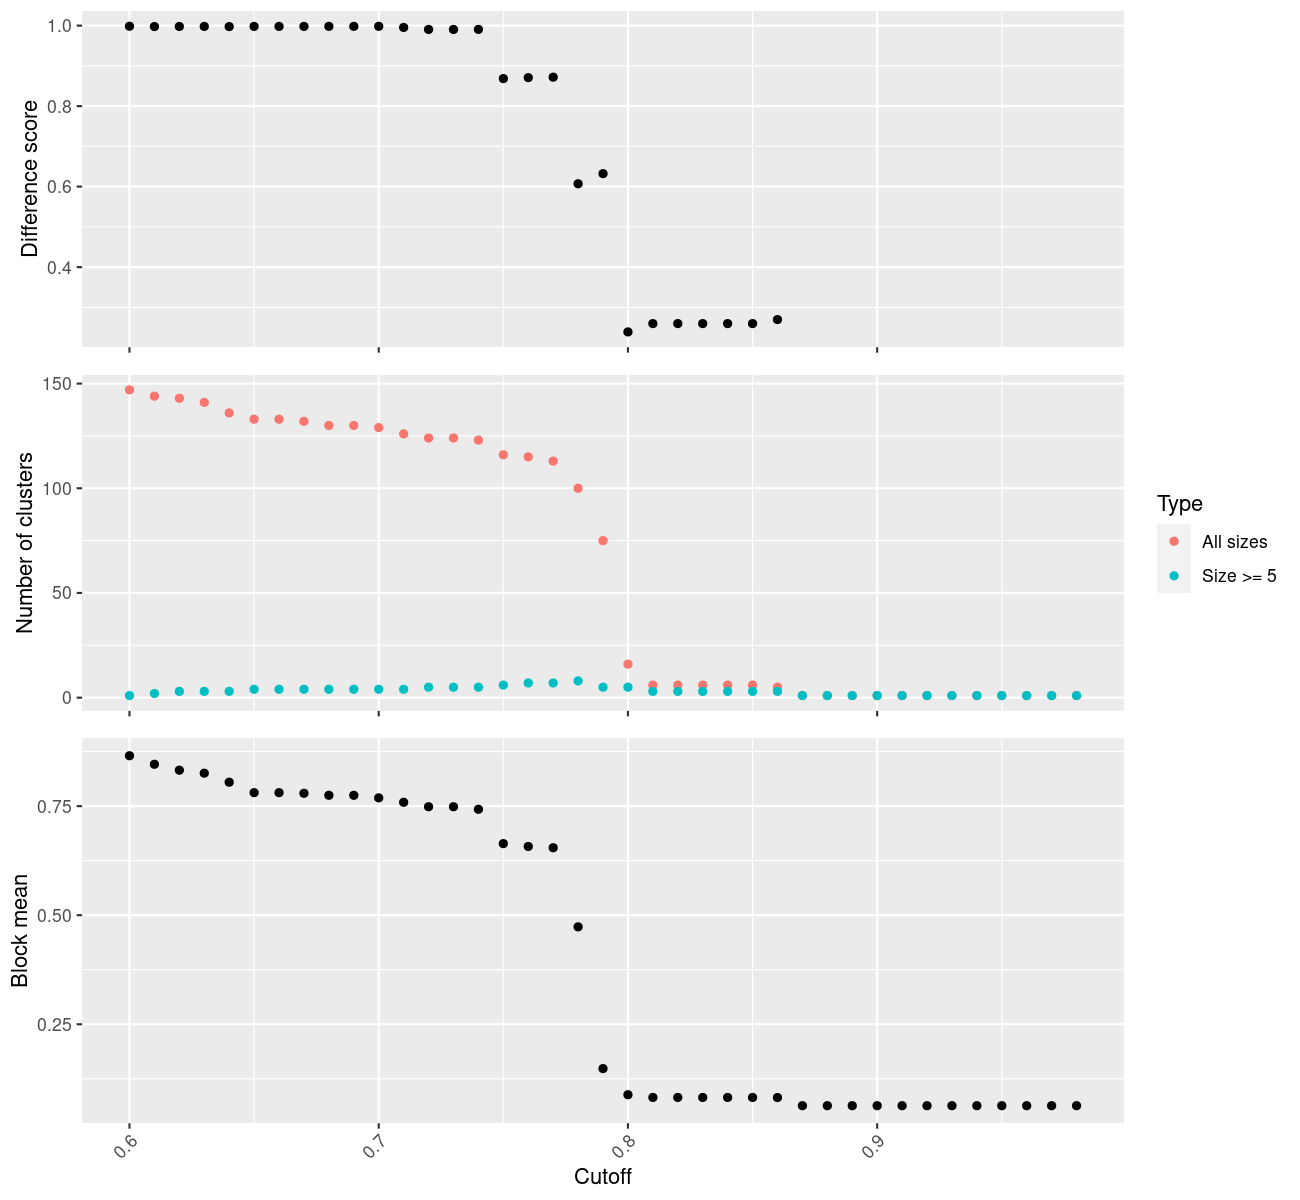 1.0
0.8
0.6
0.4
Difference score
150
100
50
0
Number of clusters
Type
All sizes
Size >= 5
0.75
0.50
0.25
Block mean
0.6 0.7 0.8 0.9
Cutoff